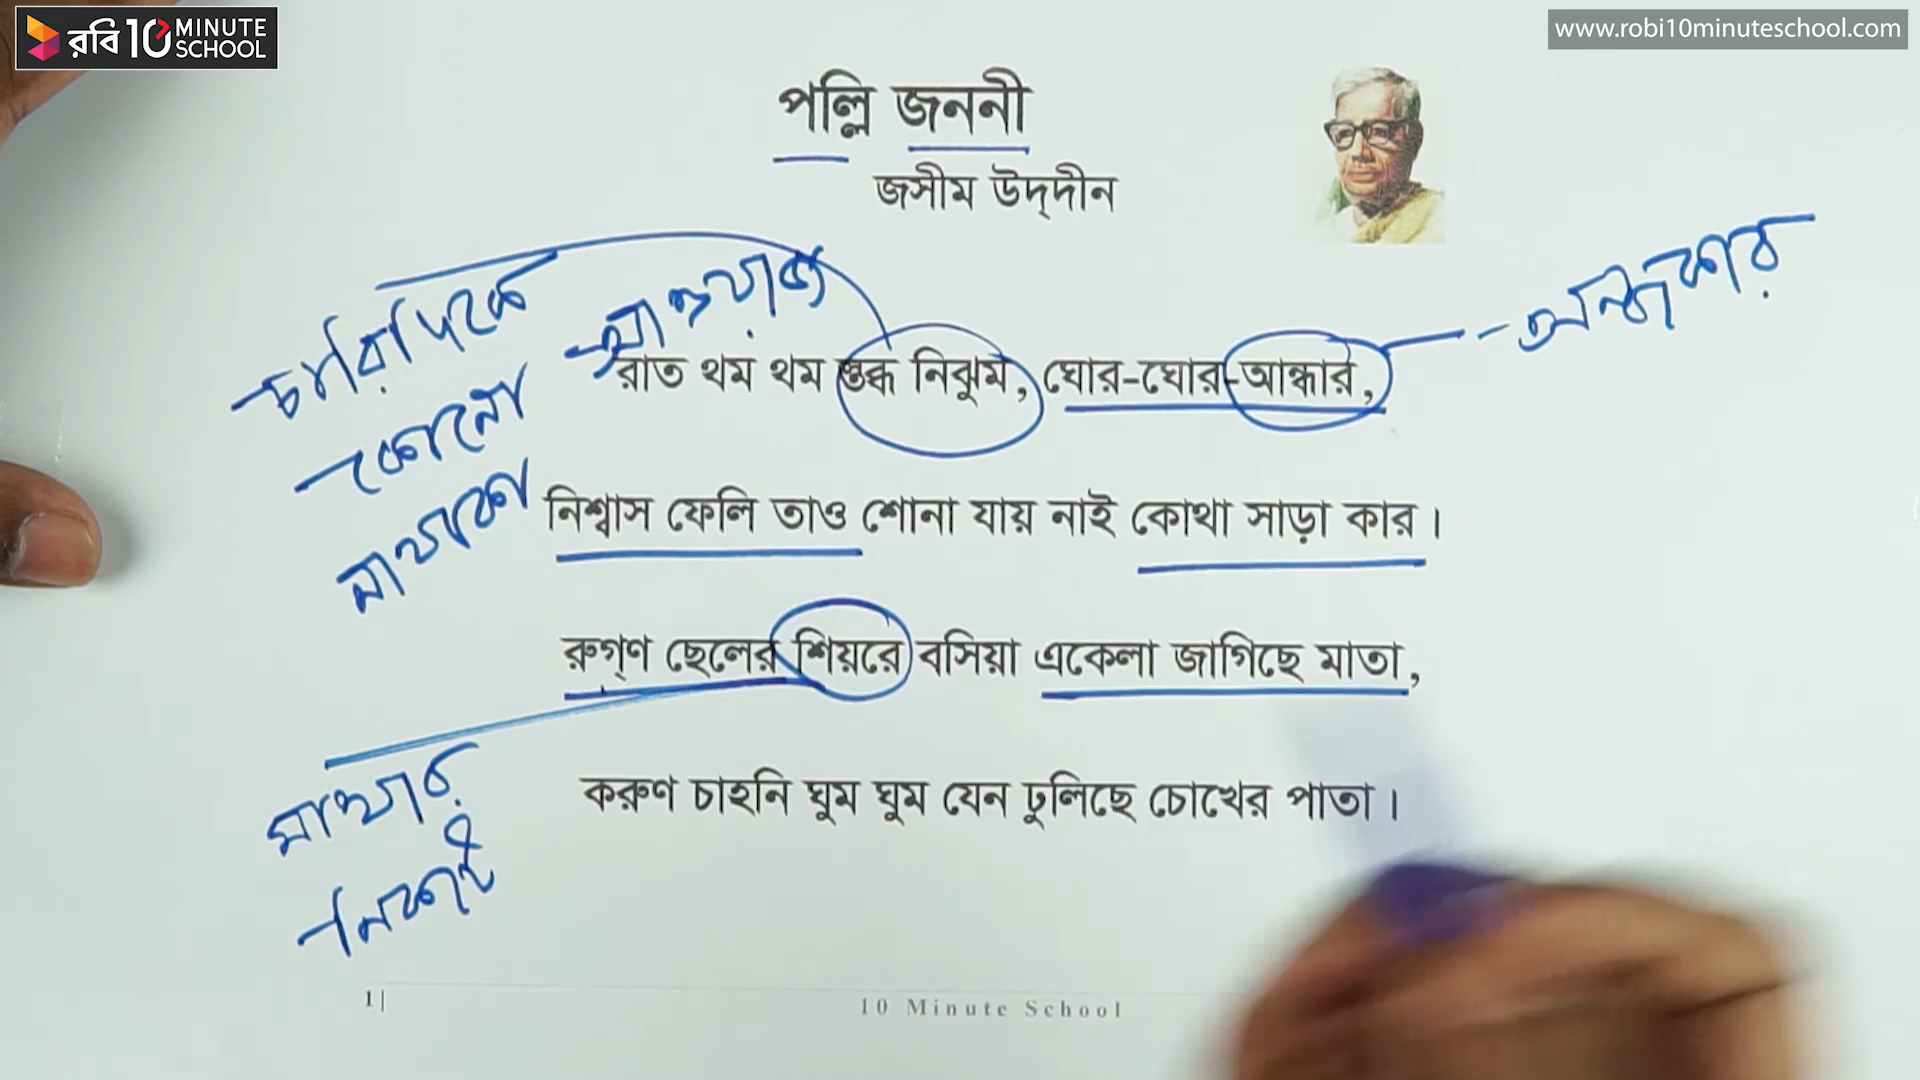 রবি 10 MINUTE SCHOOL
www.robi10minuteschool.com
পল্লি জননী
জসীম উদ্‌দীন
চারিদিকে
কোনো
আওয়াজ
না থাকা
অন্ধকার
রাত থম থম স্তব্ধ নিঝুম, ঘোর-ঘোর-আন্ধার,
নিশ্বাস ফেলি তাও শোনা যায় নাই কোথা সাড়া কার।
রুগ্‌ণ ছেলের শিয়রে বসিয়া একেলা জাগিছে মাতা,
করুণ চাহনি ঘুম ঘুম যেন ঢুলিছে চোখের পাতা।
মাথার
নিকট
1|
10 Minute School